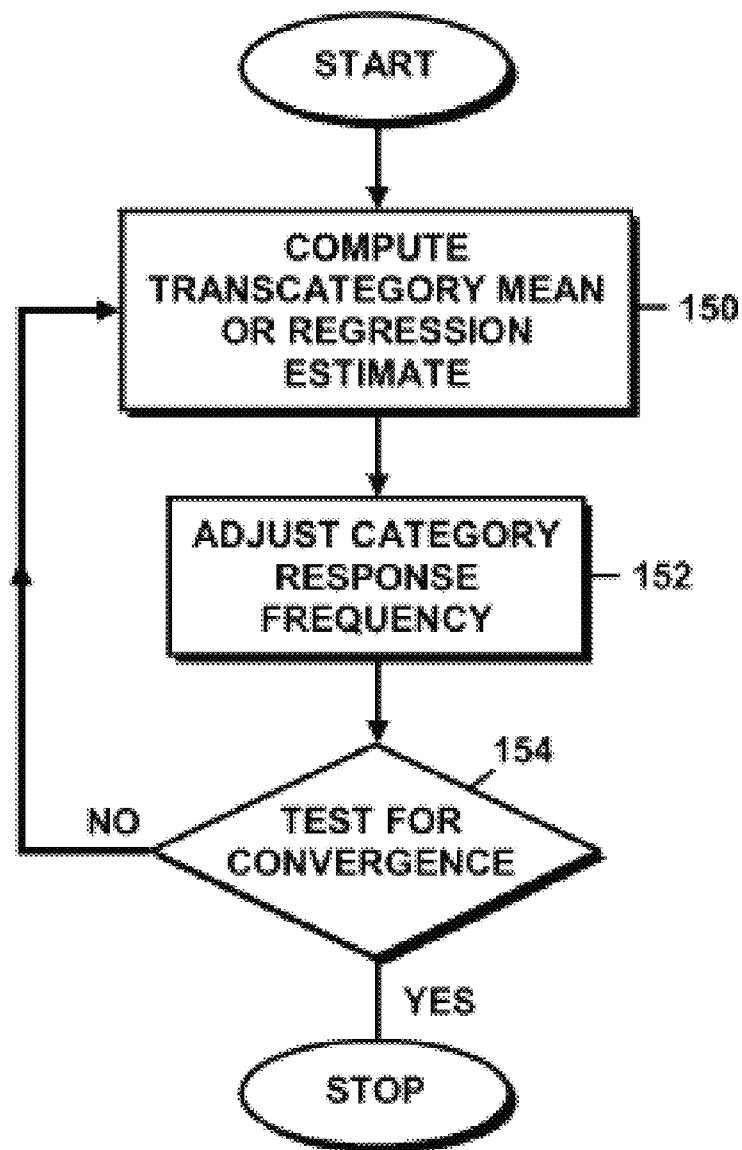 START
COMPUTE
TRANSCATEGORY MEAN
OR REGRESSION
ESTIMATE
150
ADJUST CATEGORY
RESPONSE
FREQUENCY
152
154
NO
TEST FOR
CONVERGENCE
YES
STOP